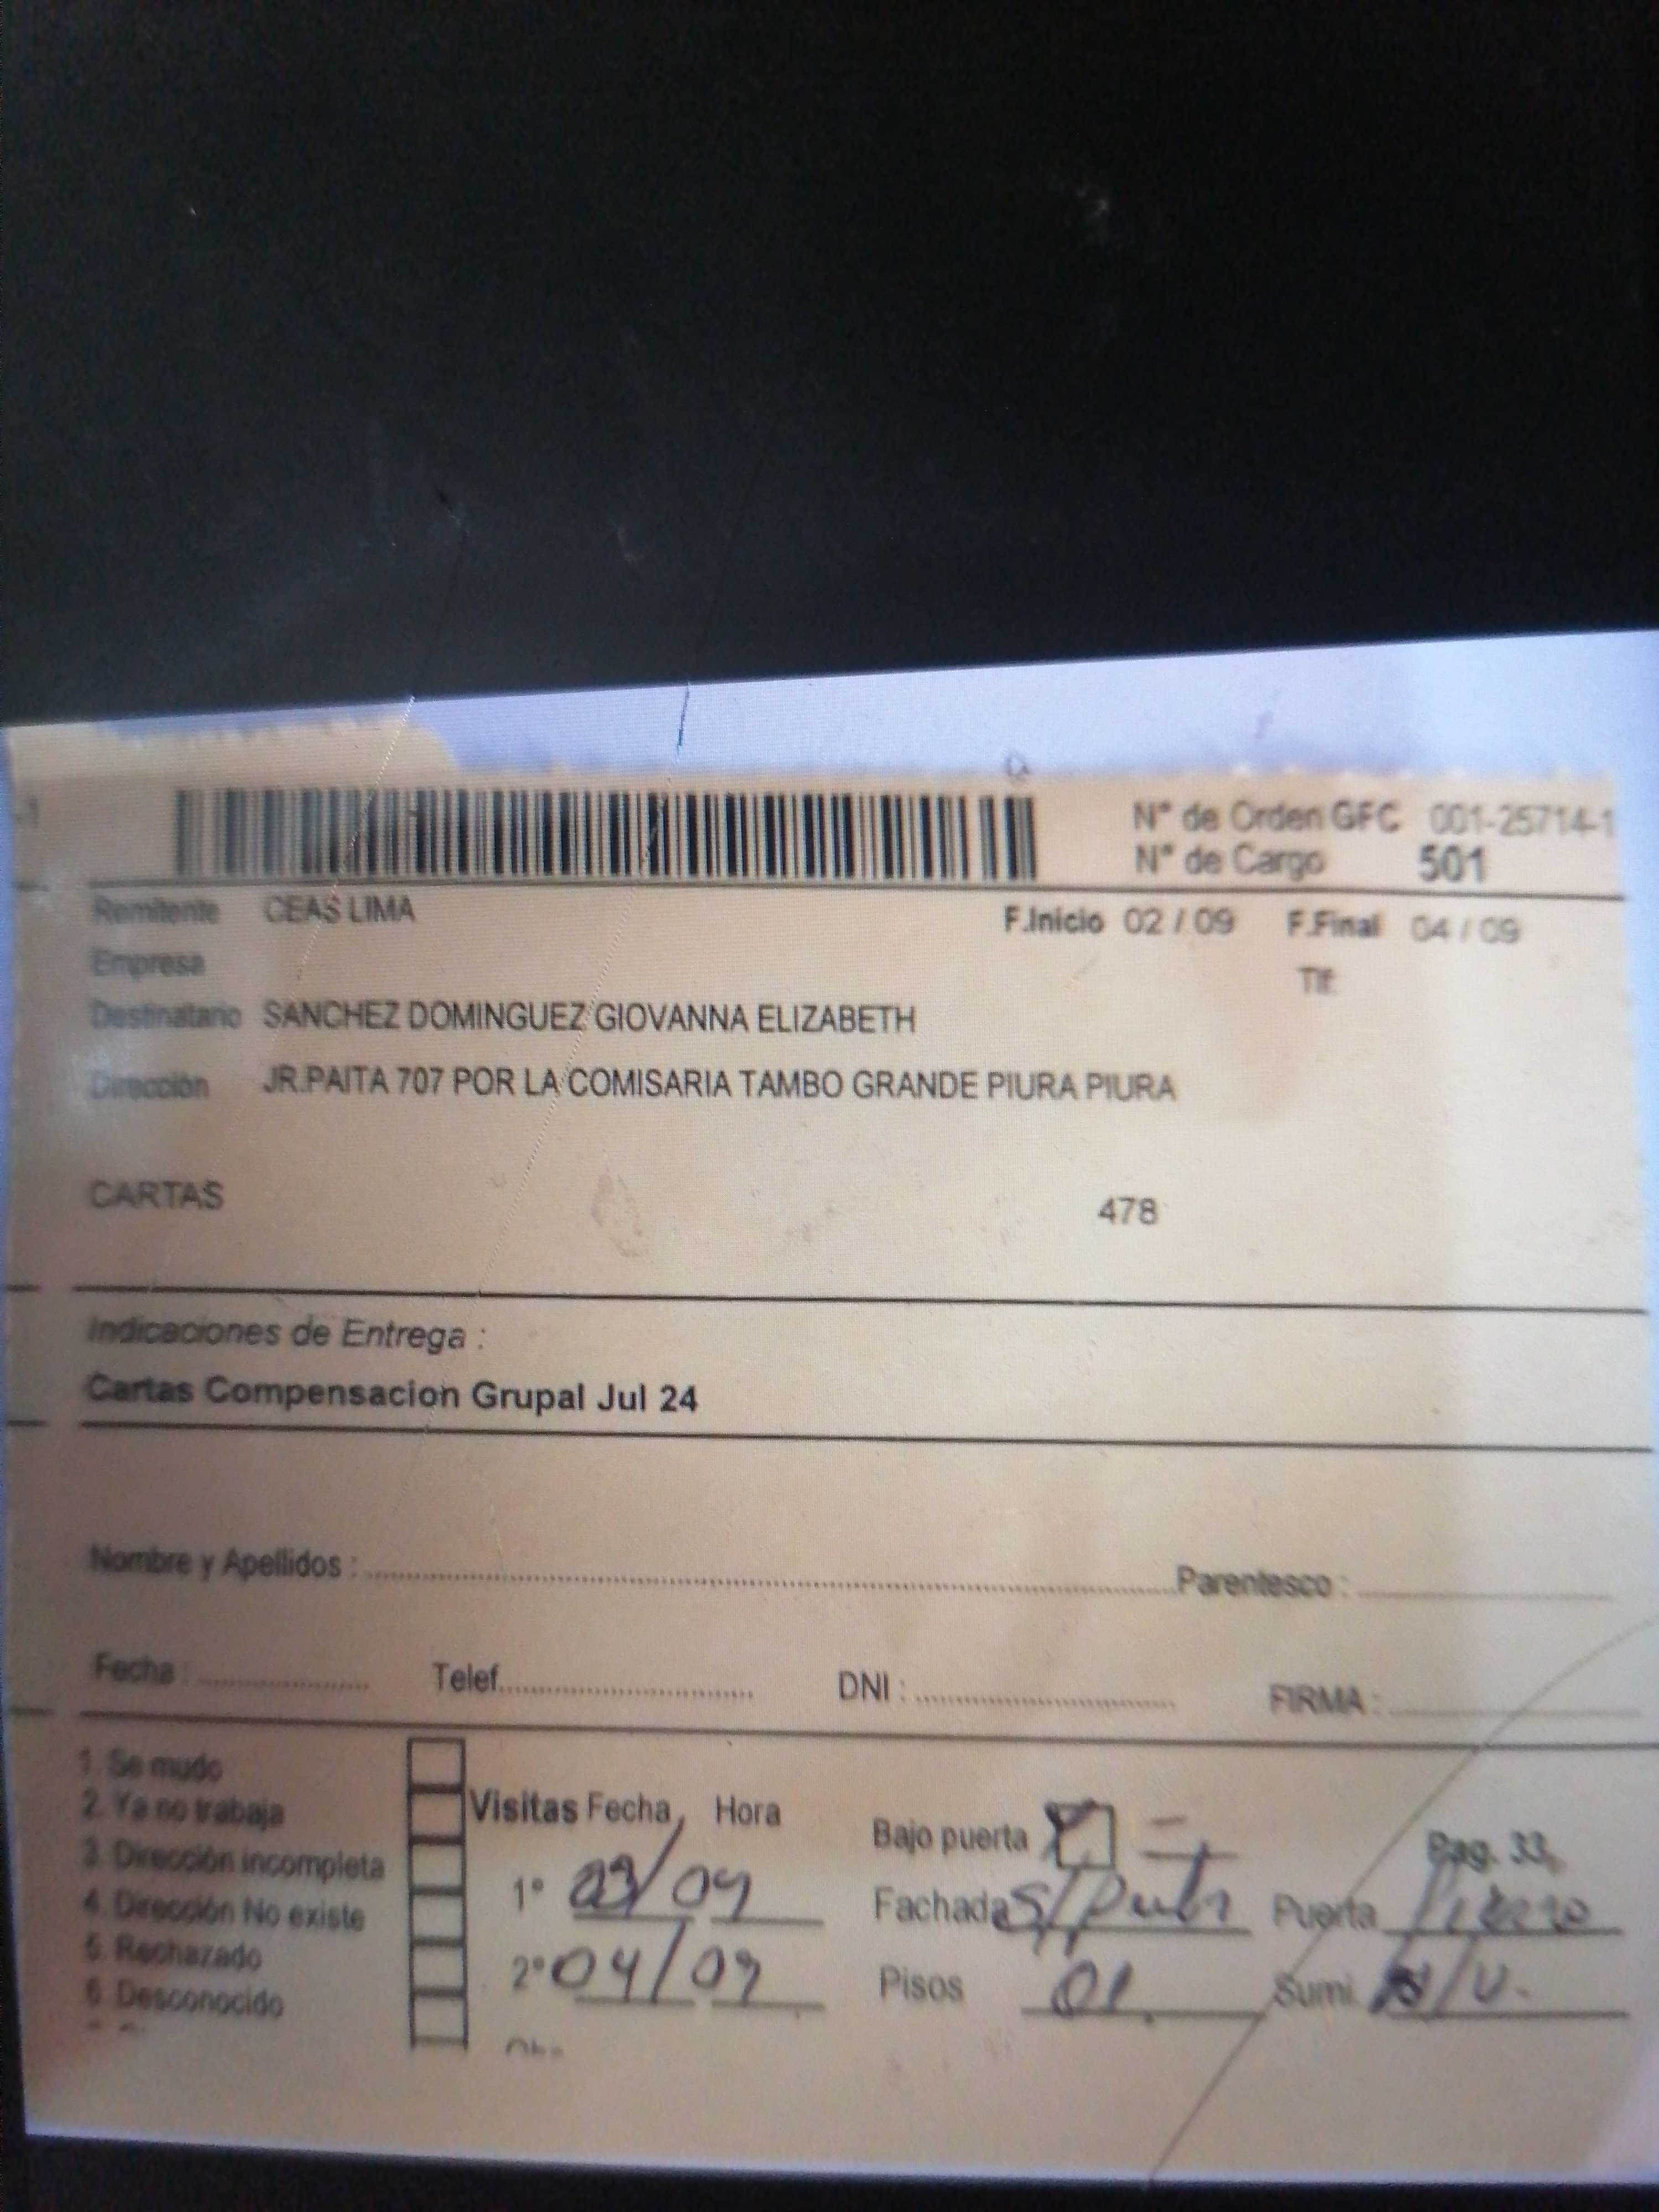 -1
N° de Orden GFC 001-25714-1
N° de Cargo 501
Remitente CEAS LIMA F.Inicio 02 / 09 F.Final 04 / 09
Empresa Tlf:
Destinatario SANCHEZ DOMINGUEZ GIOVANNA ELIZABETH
Dirección JR.PAITA 707 POR LA COMISARIA TAMBO GRANDE PIURA PIURA
CARTAS 478
Indicaciones de Entrega :
Cartas Compensacion Grupal Jul 24
Nombre y Apellidos : Parentesco :
Fecha : Telef. DNI : FIRMA :
1. Se mudo
2. Ya no trabaja
3. Dirección incompleta
4. Dirección No existe
5. Rechazado
6. Desconocido
Visitas Fecha Hora
1° 03/09
2° 04/09
Bajo puerta Pag. 33
Fachada S/ Puerta
Pisos 01 Sumi. S/V.